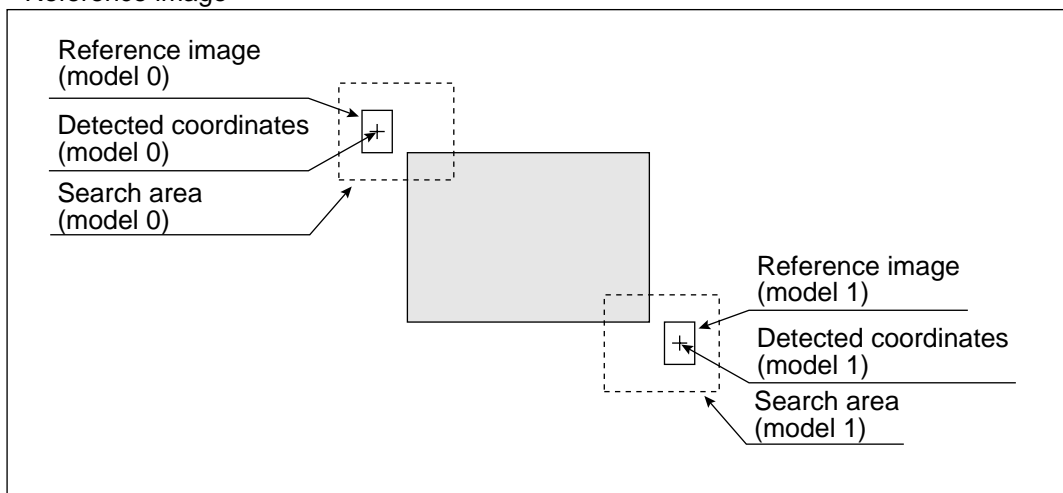 Reference image
Reference image
(model 0)
Detected coordinates
(model 0)
Search area
(model 0)
Reference image
(model 1)
Detected coordinates
(model 1)
Search area
(model 1)